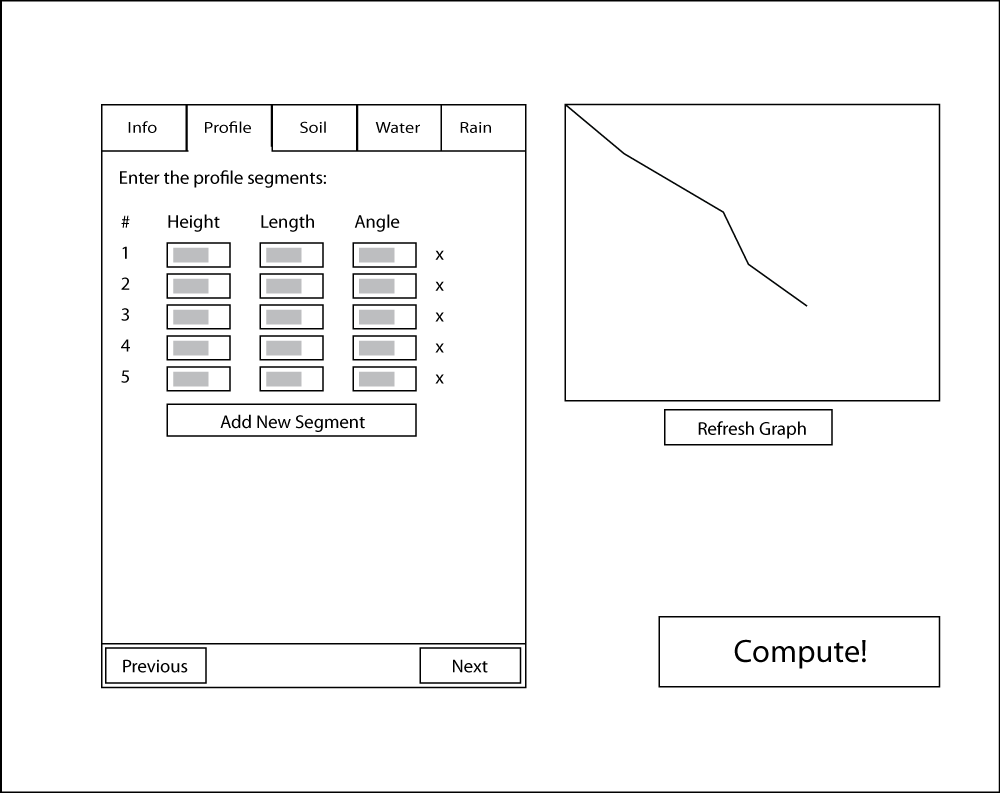 Info Profile Soil Water Rain
Enter the profile segments:
# Height Length Angle
1 x
2 x
3 x
4 x
5 x
Add New Segment
Previous Next
Refresh Graph
Compute!